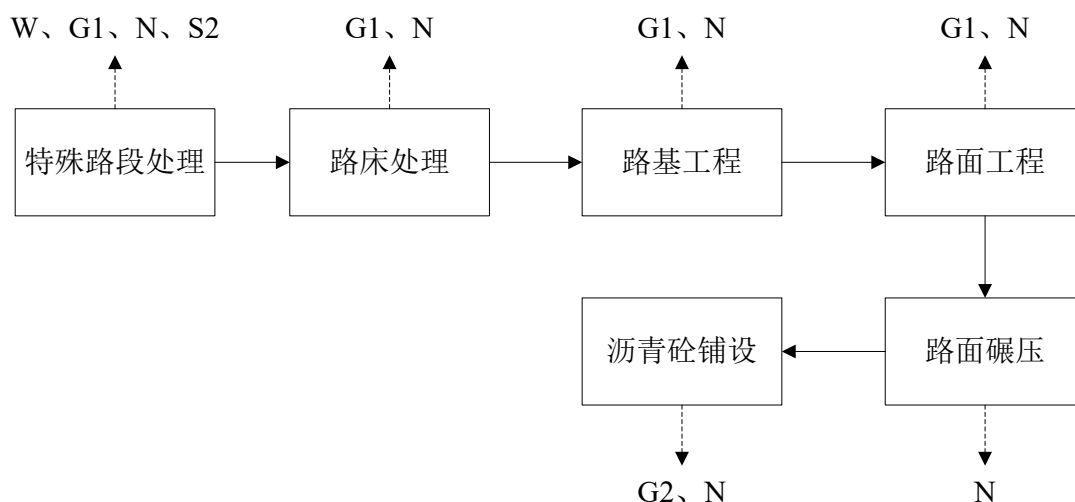 W、G1、N、S2
G1、N
G1、N
G1、N
特殊路段处理
路床处理
路基工程
路面工程
沥青砼铺设
路面碾压
G2、N
N